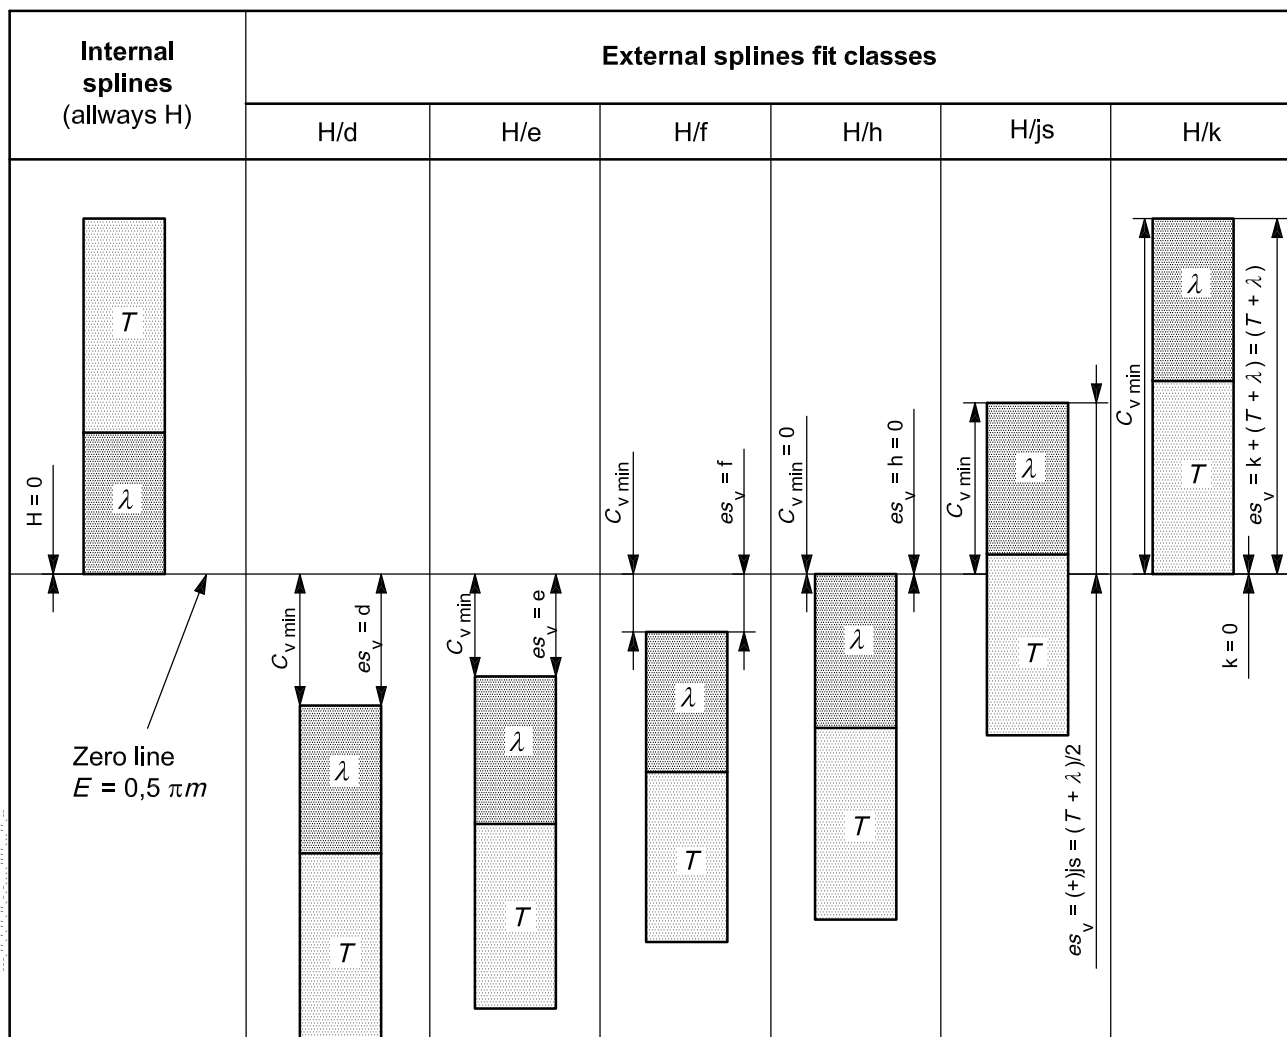 Internal
splines
(allways H)
External splines fit classes
H/d
H/e
H/f
H/h
H/js
H/k
T
λ
H = 0
Zero line
E = 0,5 πm
C v min
es v = d
λ
T
C v min
es v = e
λ
T
C v min
es v = f
λ
T
C v min = 0
es v = h = 0
λ
T
C v min
λ
T
es v = (+)js = (T + λ)/2
C v min
λ
T
es v = k + (T + λ) = (T + λ)
k = 0